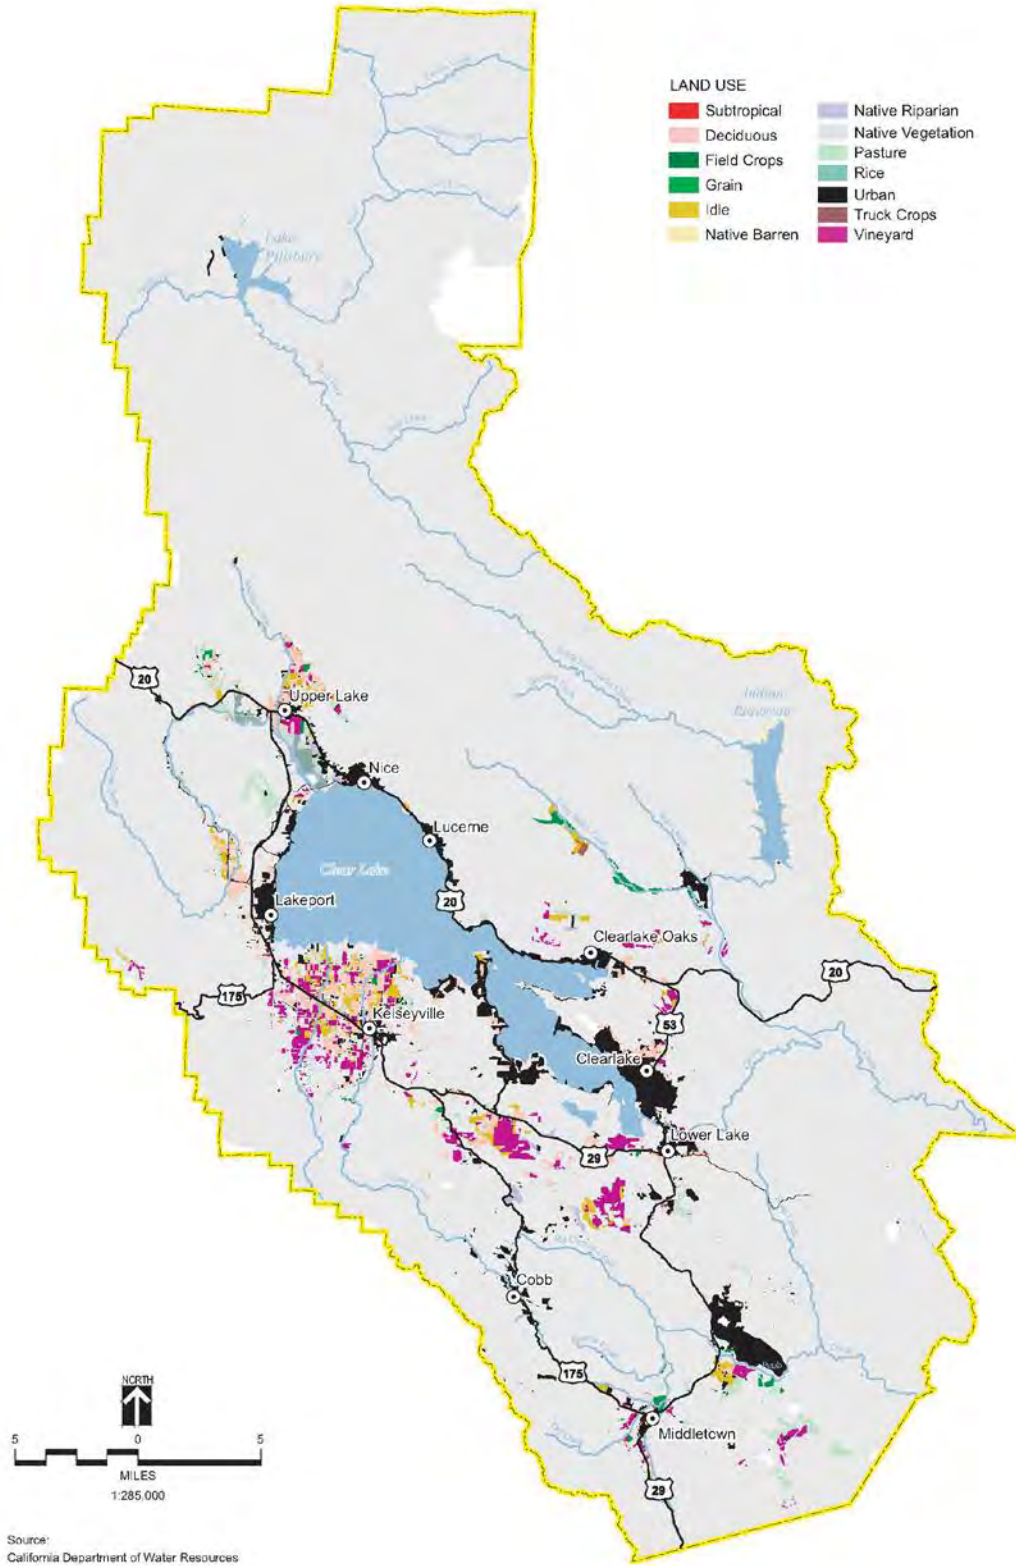 LAND USE
Subtropical
Deciduous
Field Crops
Grain
Idle
Native Barren
Native Riparian
Native Vegetation
Pasture
Rice
Urban
Truck Crops
Vineyard
Lake
Pillsbury
20
Upper Lake
Indian
Nice
Lucerne
Clear Lake
20
Lakeport
Clearlake Oaks
20
175
53
Kelseyville
Clearlake
Lower Lake
29
Cobb
175
Middletown
29
NORTH
5 0 5
MILES
1:285,000
Source:
California Department of Water Resources